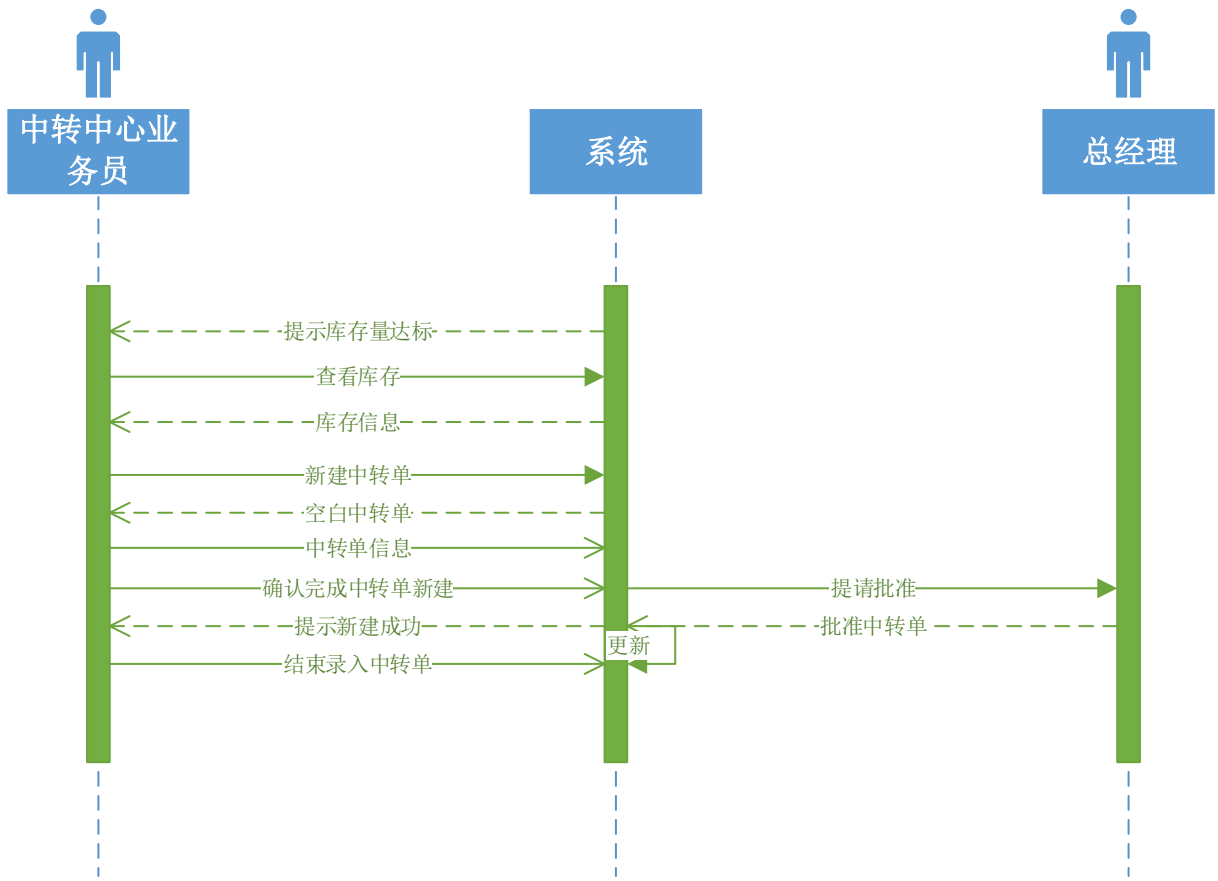 中转中心业
务员
系统
总经理
提示库存量达标
查看库存
库存信息
新建中转单
空白中转单
中转单信息
确认完成中转单新建
提请批准
提示新建成功
批准中转单
更新
结束录入中转单